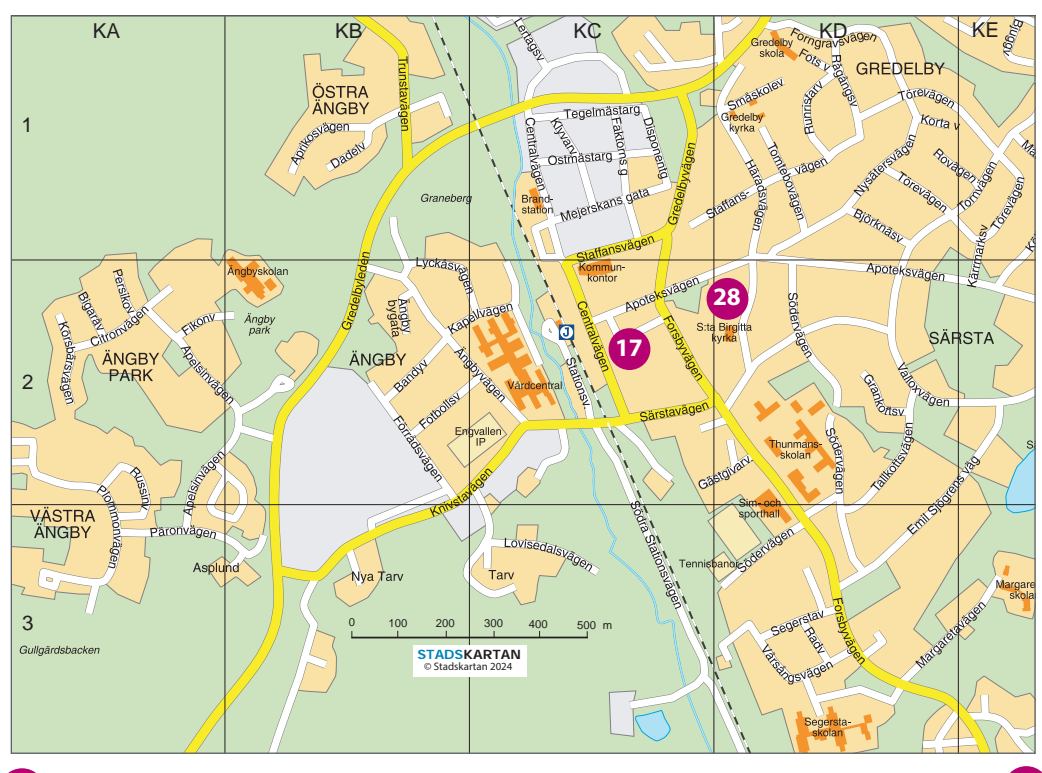 KA
KB
KC
KD
KE
1
2
3
ÖSTRA
ÄNGBY
Trunstavägen
Aprikosvägen
Dadelv
Graneberg
Lertagsv
Centralvägen
Tegelmästarg
Klyvarv
Faktorns g
Disponentg
Ostmästarg
Brand-
station
Mejerskans gata
Gredelbyvägen
Staffansvägen
Gredelby
skola
Forngravsvägen
Fots v
Rågångsv
GREDELBY
Småskolev
Gredelby
kyrka
Runristarv
Törevägen
Korta v
Tomtebovägen
Häradsvägen
Staffans-
vägen
Nysätersvägen
Rovägen
Törevägen
Tornvägen
Törevägen
Björknäsv
Kärrmarksv
Ängbyskolan
Ängby
park
Persikov
Bigaråv
Citronvägen
Fikonv
Körsbärsvägen
ÄNGBY
PARK
Apelsinvägen
Gredelbyleden
Lyckäsvägen
Ängby
bygata
Kapellvägen
ÄNGBY
Bandyv
Ängbyvägen
Fotbollsv
Förrådsvägen
Vårdcentral
Engvallen
IP
Kommun-
kontor
Apoteksvägen
Centralvägen
J
17
28
Stationsv.
Forsbyvägen
S:ta Birgitta
kyrka
Särstavägen
Apoteksvägen
Södervägen
SÄRSTA
Valloxvägen
Grankottsv
Thunmans-
skolan
Södervägen
Tallkottsvägen
Gästgivarv
Sim- och
sporthall
Emil Sjögrens väg
VÄSTRA
ÄNGBY
Russinv
Plommonvägen
Apelsinvägen
Päronvägen
Asplund
Knivstavägen
Nya Tarv
Lovisedalsvägen
Tarv
Södra Stationsvägen
Tennisbanor
Södervägen
Segerstav
Radv
Vårsångsvägen
Forsbyvägen
Margaretavägen
Segersta-
skolan
Gullgårdsbacken
0 100 200 300 400 500 m
STADSKARTAN
© Stadskartan 2024